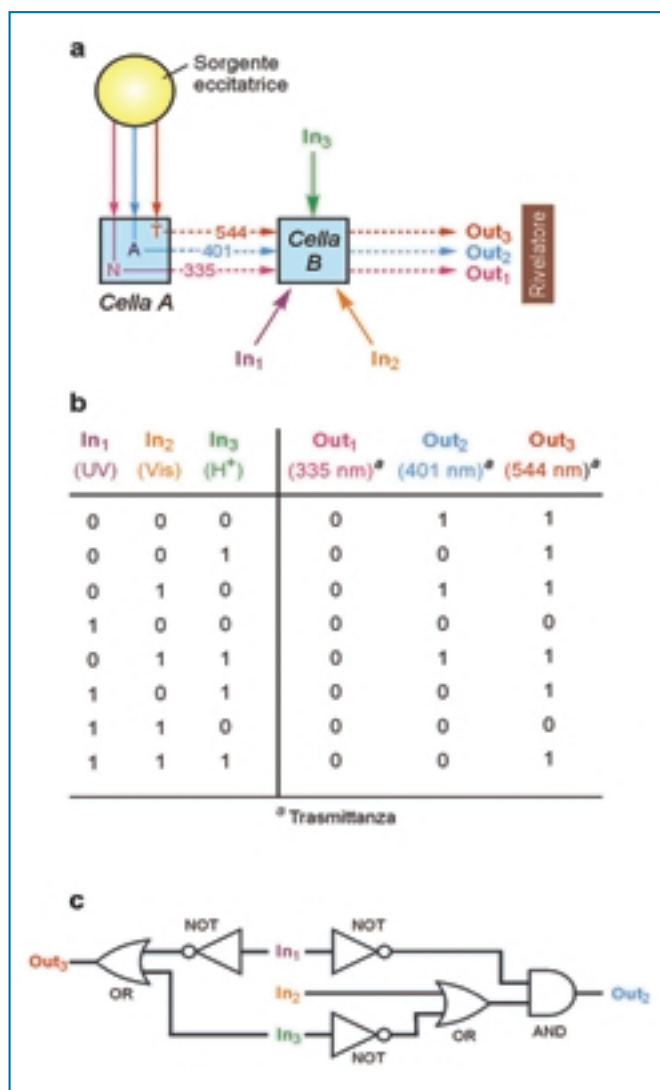 a
Sorgente
eccitatrice
In3
T 544
A 401
N 335
Cella
B
Out3
Out2
Out1
Rivelatore
Cella A
In1
In2
b
In1 In2 In3 Out1 Out2 Out3
(UV) (Vis) (H+) (335 nm)a (401 nm)a (544 nm)a
0 0 0 0 1 1
0 0 1 0 0 1
0 1 0 0 1 1
1 0 0 0 0 0
0 1 1 0 1 1
1 0 1 0 0 1
1 1 0 0 0 0
1 1 1 0 0 1
a Trasmittanza
c
NOT NOT
Out3 In1
OR In2 Out2
In3 OR AND
NOT